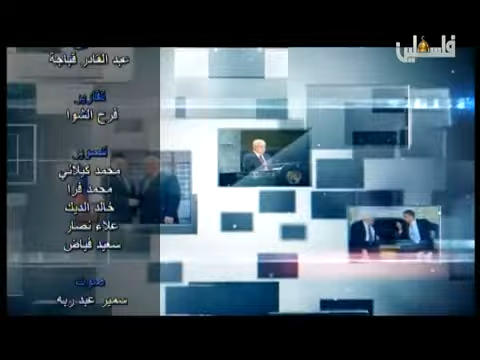 فلسطين
عبد القادر قباجة
تقارير
فرح الشوا
تصوير
محمد كيلاني
محمد فرا
خالد الديك
علاء نصار
سعيد فياض
صوت
سمير عبد ربه